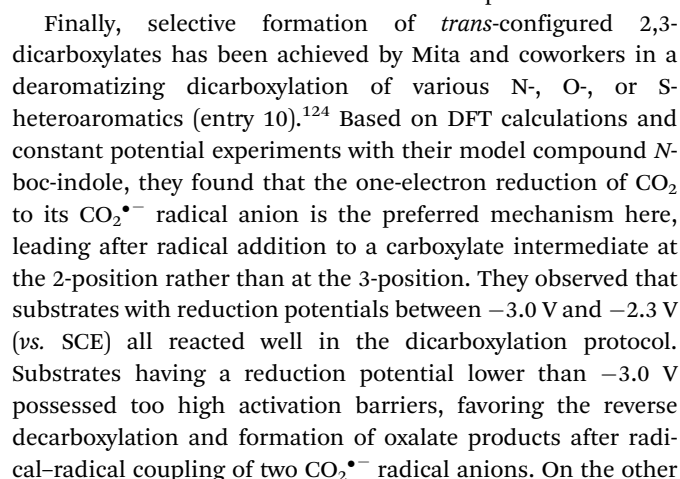 Finally, selective formation of trans-configured 2,3-
dicarboxylates has been achieved by Mita and coworkers in a
dearomatizing dicarboxylation of various N-, O-, or S-
heteroaromatics (entry 10).¹²⁴ Based on DFT calculations and
constant potential experiments with their model compound N-
boc-indole, they found that the one-electron reduction of CO₂
to its CO₂•⁻ radical anion is the preferred mechanism here,
leading after radical addition to a carboxylate intermediate at
the 2-position rather than at the 3-position. They observed that
substrates with reduction potentials between −3.0 V and −2.3 V
(vs. SCE) all reacted well in the dicarboxylation protocol.
Substrates having a reduction potential lower than −3.0 V
possessed too high activation barriers, favoring the reverse
decarboxylation and formation of oxalate products after radi-
cal–radical coupling of two CO₂•⁻ radical anions. On the other